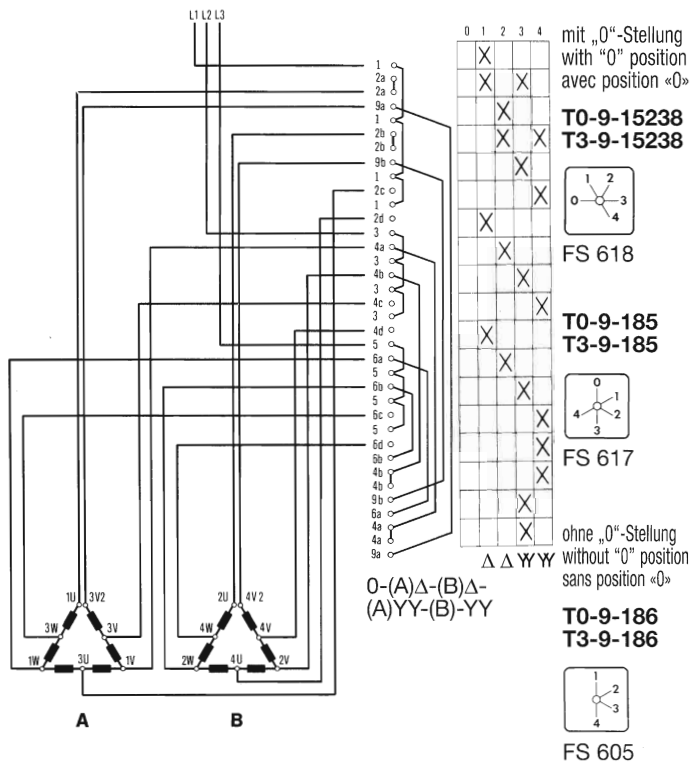 L1 L2 L3
0 1 2 3 4
mit „0“-Stellung
with “0” position
avec position «0»
T0-9-15238
T3-9-15238
0 1 2 3 4
FS 618
T0-9-185
T3-9-185
0 1 2 3 4
FS 617
ohne „0“-Stellung
without “0” position
sans position «0»
T0-9-186
T3-9-186
1 2 3 4
FS 605
1
2a
2a
9a
1
2b
2b
9b
1
2c
1
2d
3
4a
3
4b
3
4c
3
4d
5
6a
5
6b
5
6c
5
6d
6b
4b
4b
9b
6a
4a
4a
9a
X
X X
X
X X
X
X
X
X
X
X
X
X
X
X
X
X
X
X
Δ Δ YY YY
0-(A)Δ-(B)Δ-
(A)YY-(B)-YY
1U 3V2
3W 3V
1W 3U 1V
A
2U 4V2
4W 4V
2W 4U 2V
B